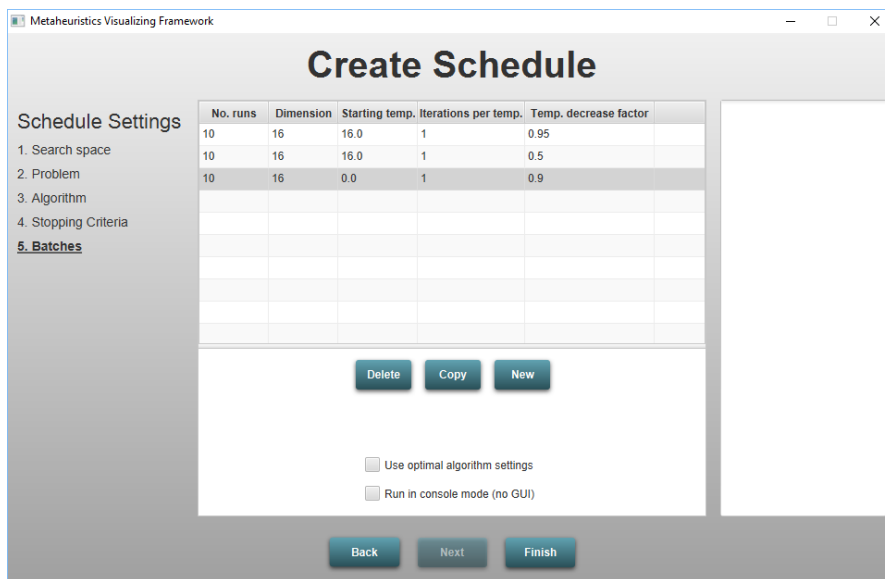 Metaheuristics Visualizing Framework
Create Schedule
Schedule Settings
1. Search space
2. Problem
3. Algorithm
4. Stopping Criteria
5. Batches
No. runs Dimension Starting temp. Iterations per temp. Temp. decrease factor
10 16 16.0 1 0.95
10 16 16.0 1 0.5
10 16 0.0 1 0.9
Delete Copy New
Use optimal algorithm settings
Run in console mode (no GUI)
Back Next Finish